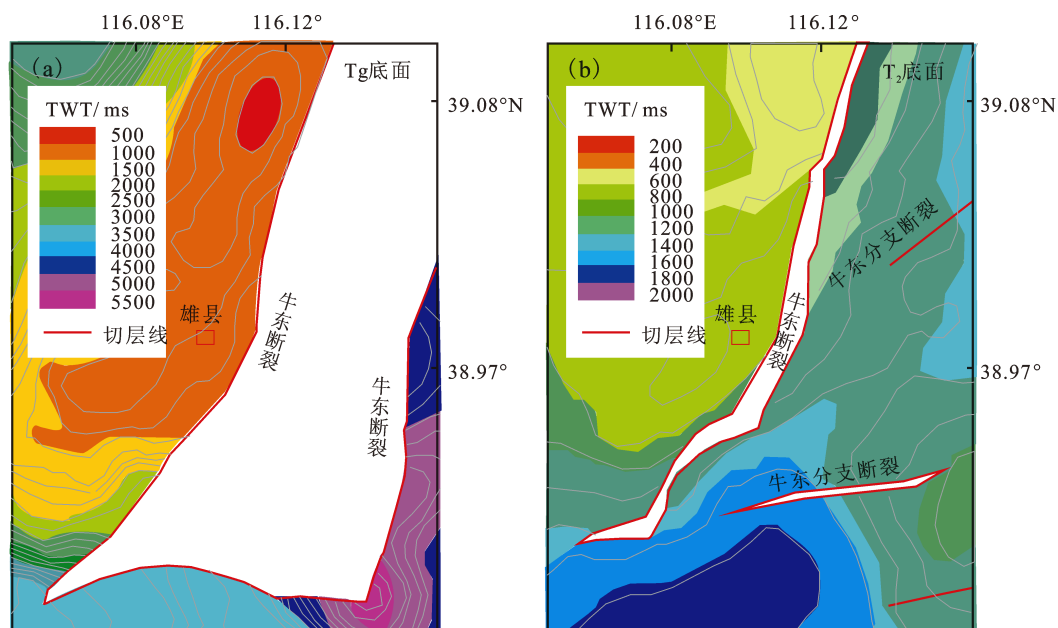 116.08°E
116.12°
(a)
Tg底面
TWT/ ms
500
1000
1500
2000
2500
3000
3500
4000
4500
5000
5500
切层线
雄县
牛东断裂
牛东断裂
39.08°N
38.97°
116.08°E
116.12°
(b)
T₂底面
TWT/ ms
200
400
600
800
1000
1200
1400
1600
1800
2000
切层线
雄县
牛东断裂
牛东分支断裂
牛东分支断裂
39.08°N
38.97°